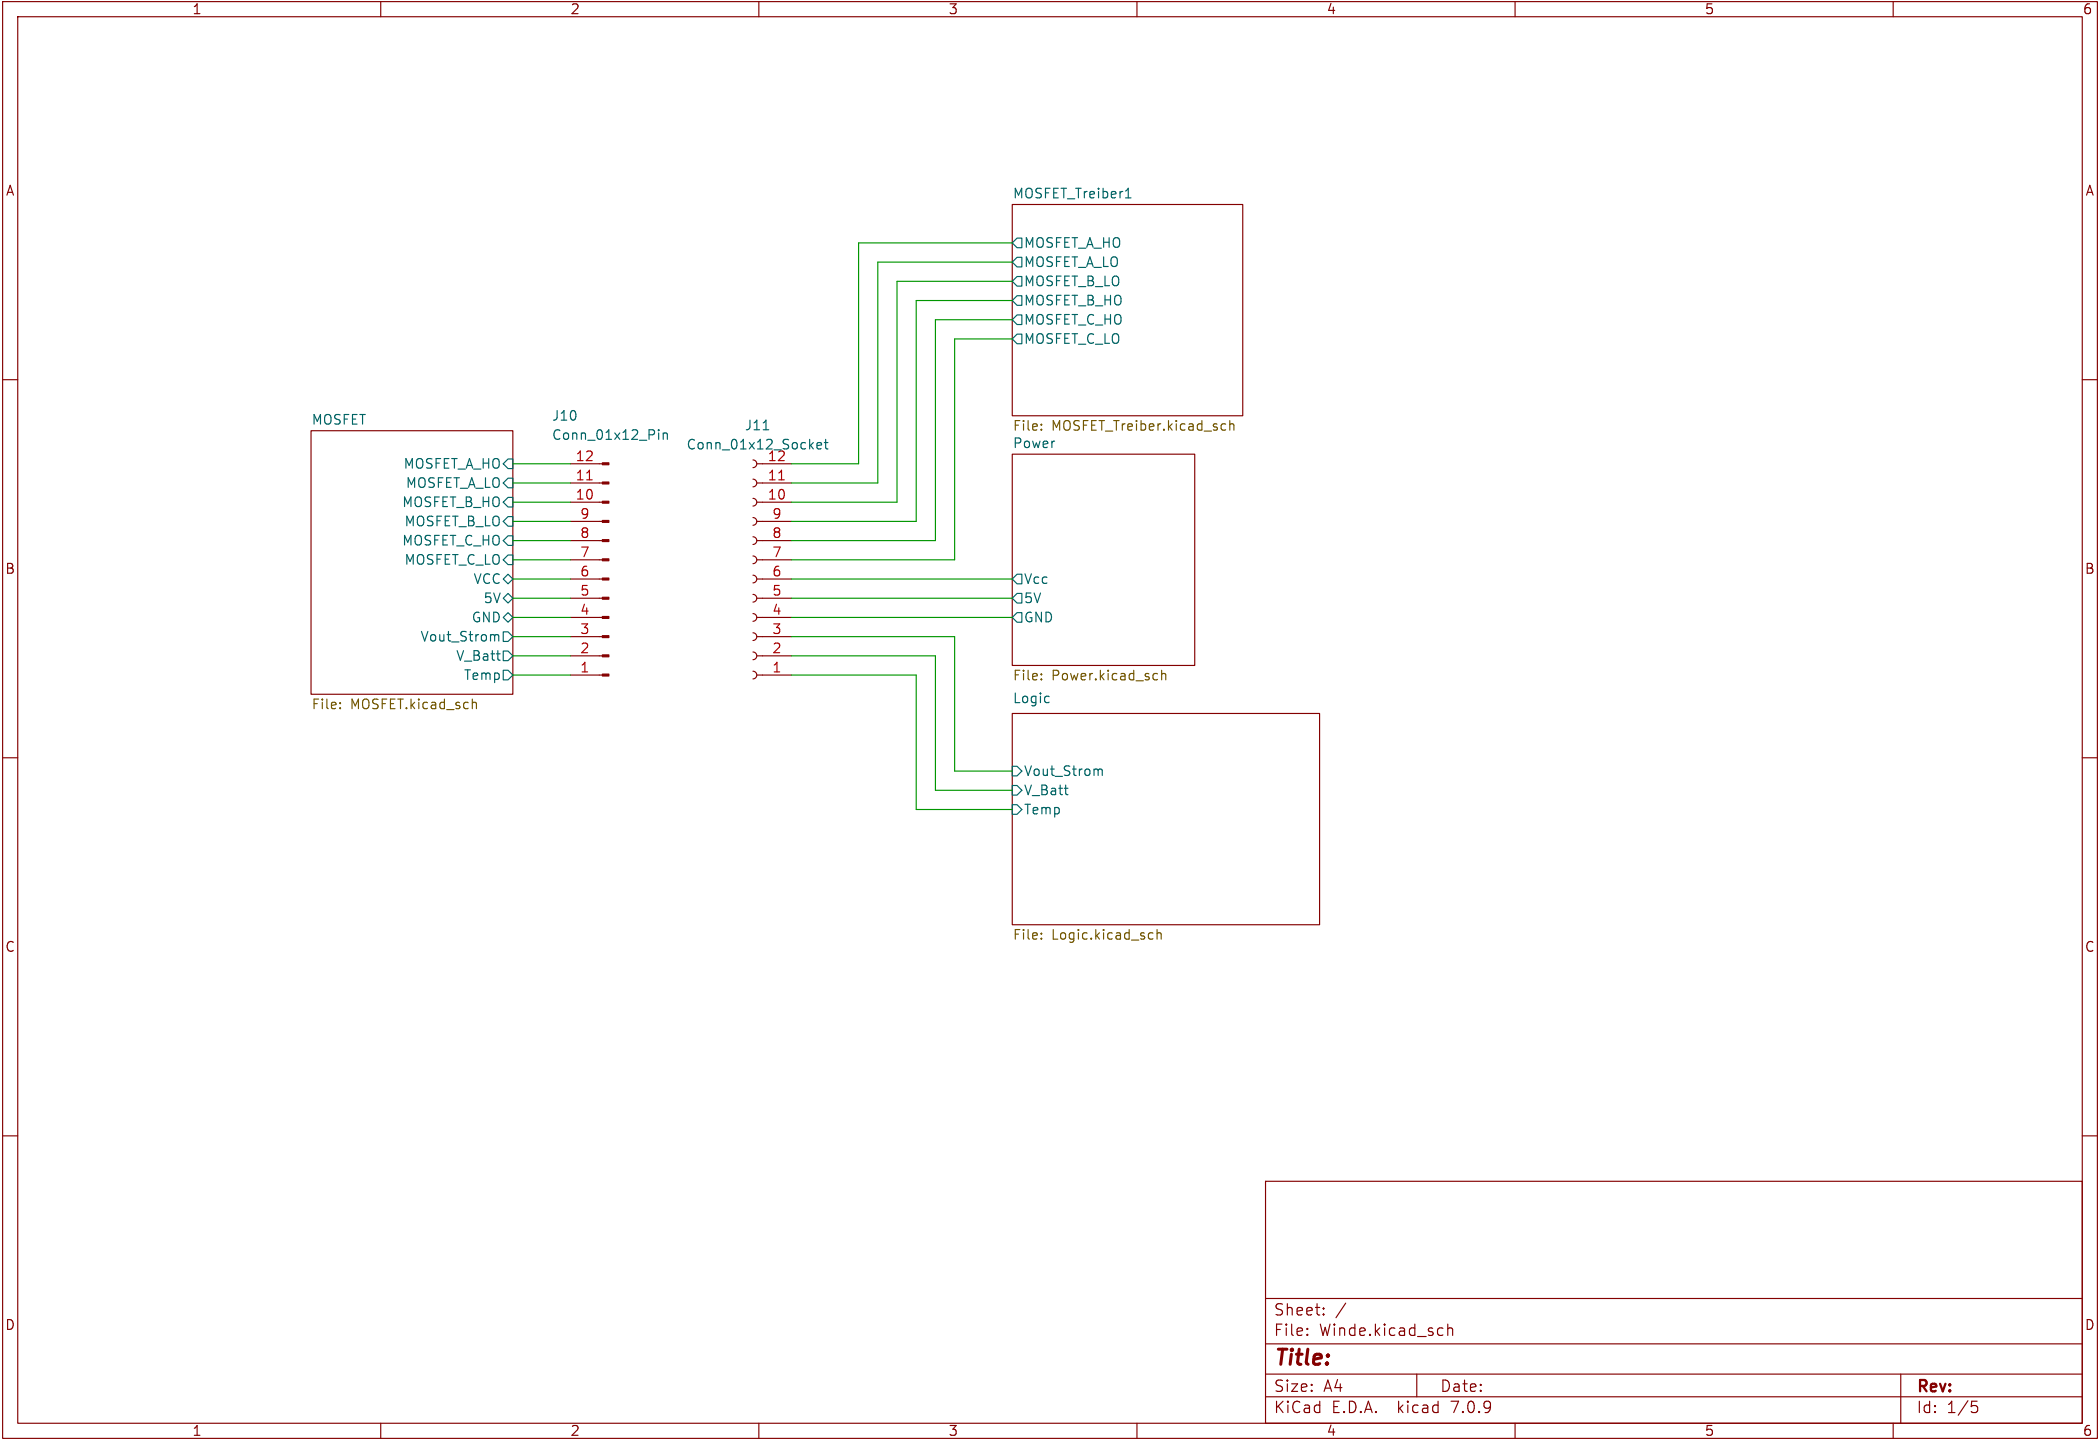 1 2 3 4 5 6
A A
MOSFET_Treiber1
MOSFET_A_HO
MOSFET_A_LO
MOSFET_B_LO
MOSFET_B_HO
MOSFET_C_HO
MOSFET_C_LO
File: MOSFET_Treiber.kicad_sch
MOSFET
MOSFET_A_HO
MOSFET_A_LO
MOSFET_B_HO
MOSFET_B_LO
MOSFET_C_HO
MOSFET_C_LO
VCC
5V
GND
Vout_Strom
V_Batt
Temp
File: MOSFET.kicad_sch
J10
Conn_01x12_Pin
12
11
10
9
8
7
6
5
4
3
2
1
J11
Conn_01x12_Socket
12
11
10
9
8
7
6
5
4
3
2
1
Power
Vcc
5V
GND
File: Power.kicad_sch
B B
Logic
Vout_Strom
V_Batt
Temp
File: Logic.kicad_sch
C C
D D
Sheet: /
File: Winde.kicad_sch
Title:
Size: A4 Date: Rev:
KiCad E.D.A. kicad 7.0.9 Id: 1/5
1 2 3 4 5 6